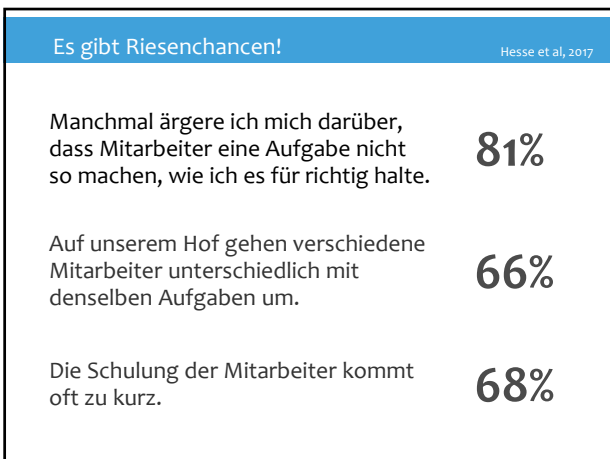 Es gibt Riesenchancen!
Hesse et al, 2017
Manchmal ärgere ich mich darüber,
dass Mitarbeiter eine Aufgabe nicht
so machen, wie ich es für richtig halte.
81%
Auf unserem Hof gehen verschiedene
Mitarbeiter unterschiedlich mit
denselben Aufgaben um.
66%
Die Schulung der Mitarbeiter kommt
oft zu kurz.
68%